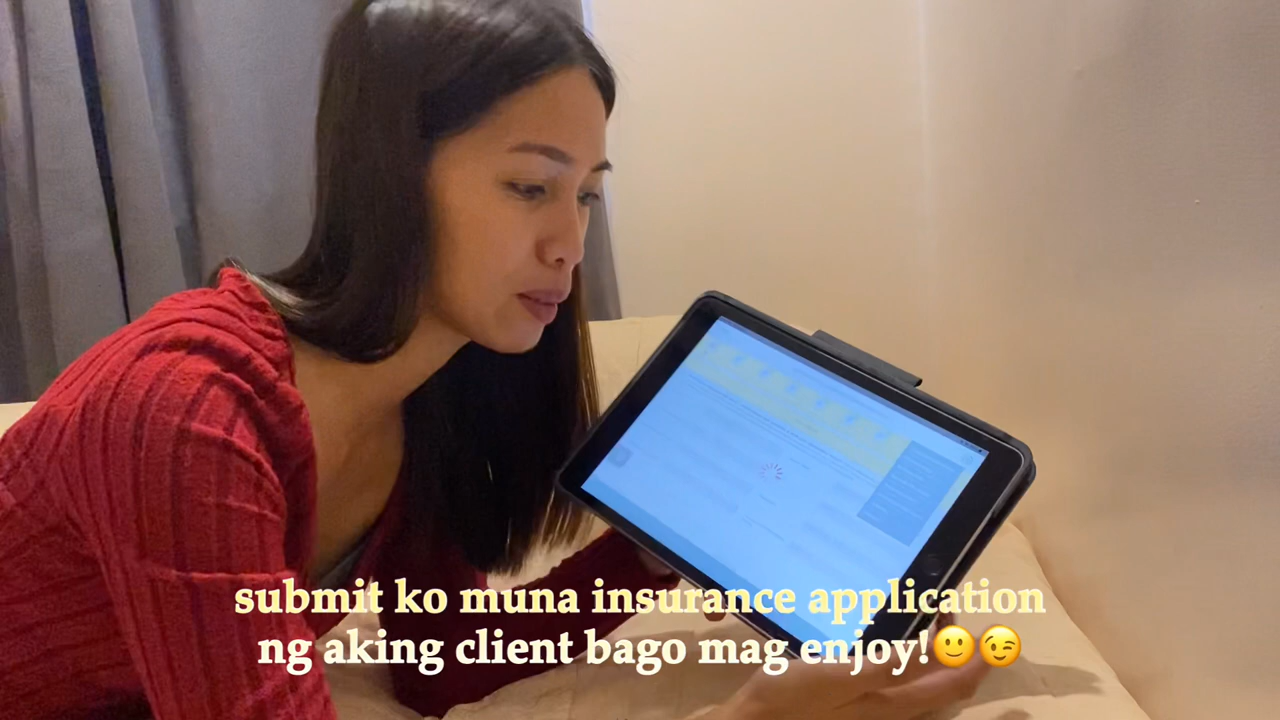 submit ko muna insurance application
ng aking client bago mag enjoy!🙂😉